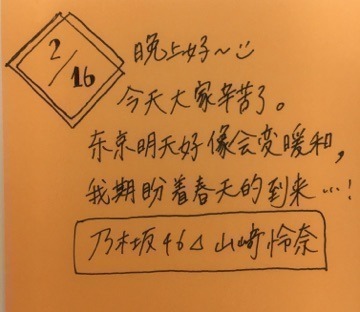 2/16
晚上好~
今天大家辛苦了。
东京明天好像会变暖和,
我期盼着春天的到来…!
乃木坂46⊿ 山﨑怜奈